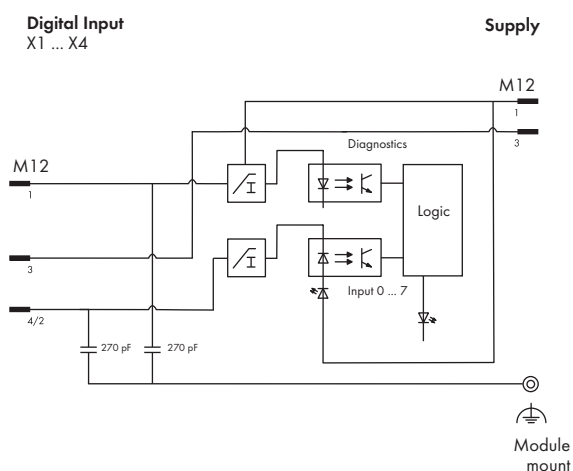 Digital Input
X1 ... X4
Supply
M12
1
3
Diagnostics
M12
1
Logic
3
Input 0 ... 7
4/2
270 pF
270 pF
Module
mount